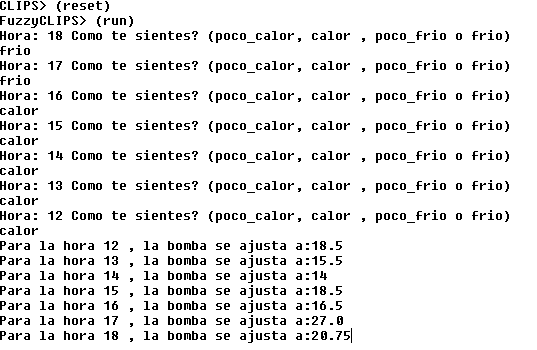 CLIPS> (reset)
FuzzyCLIPS> (run)
Hora: 18 Como te sientes? (poco_calor, calor , poco_frio o frio)
frio
Hora: 17 Como te sientes? (poco_calor, calor , poco_frio o frio)
frio
Hora: 16 Como te sientes? (poco_calor, calor , poco_frio o frio)
calor
Hora: 15 Como te sientes? (poco_calor, calor , poco_frio o frio)
calor
Hora: 14 Como te sientes? (poco_calor, calor , poco_frio o frio)
calor
Hora: 13 Como te sientes? (poco_calor, calor , poco_frio o frio)
calor
Hora: 12 Como te sientes? (poco_calor, calor , poco_frio o frio)
calor
Para la hora 12 , la bomba se ajusta a:18.5
Para la hora 13 , la bomba se ajusta a:15.5
Para la hora 14 , la bomba se ajusta a:14
Para la hora 15 , la bomba se ajusta a:18.5
Para la hora 16 , la bomba se ajusta a:16.5
Para la hora 17 , la bomba se ajusta a:27.0
Para la hora 18 , la bomba se ajusta a:20.75